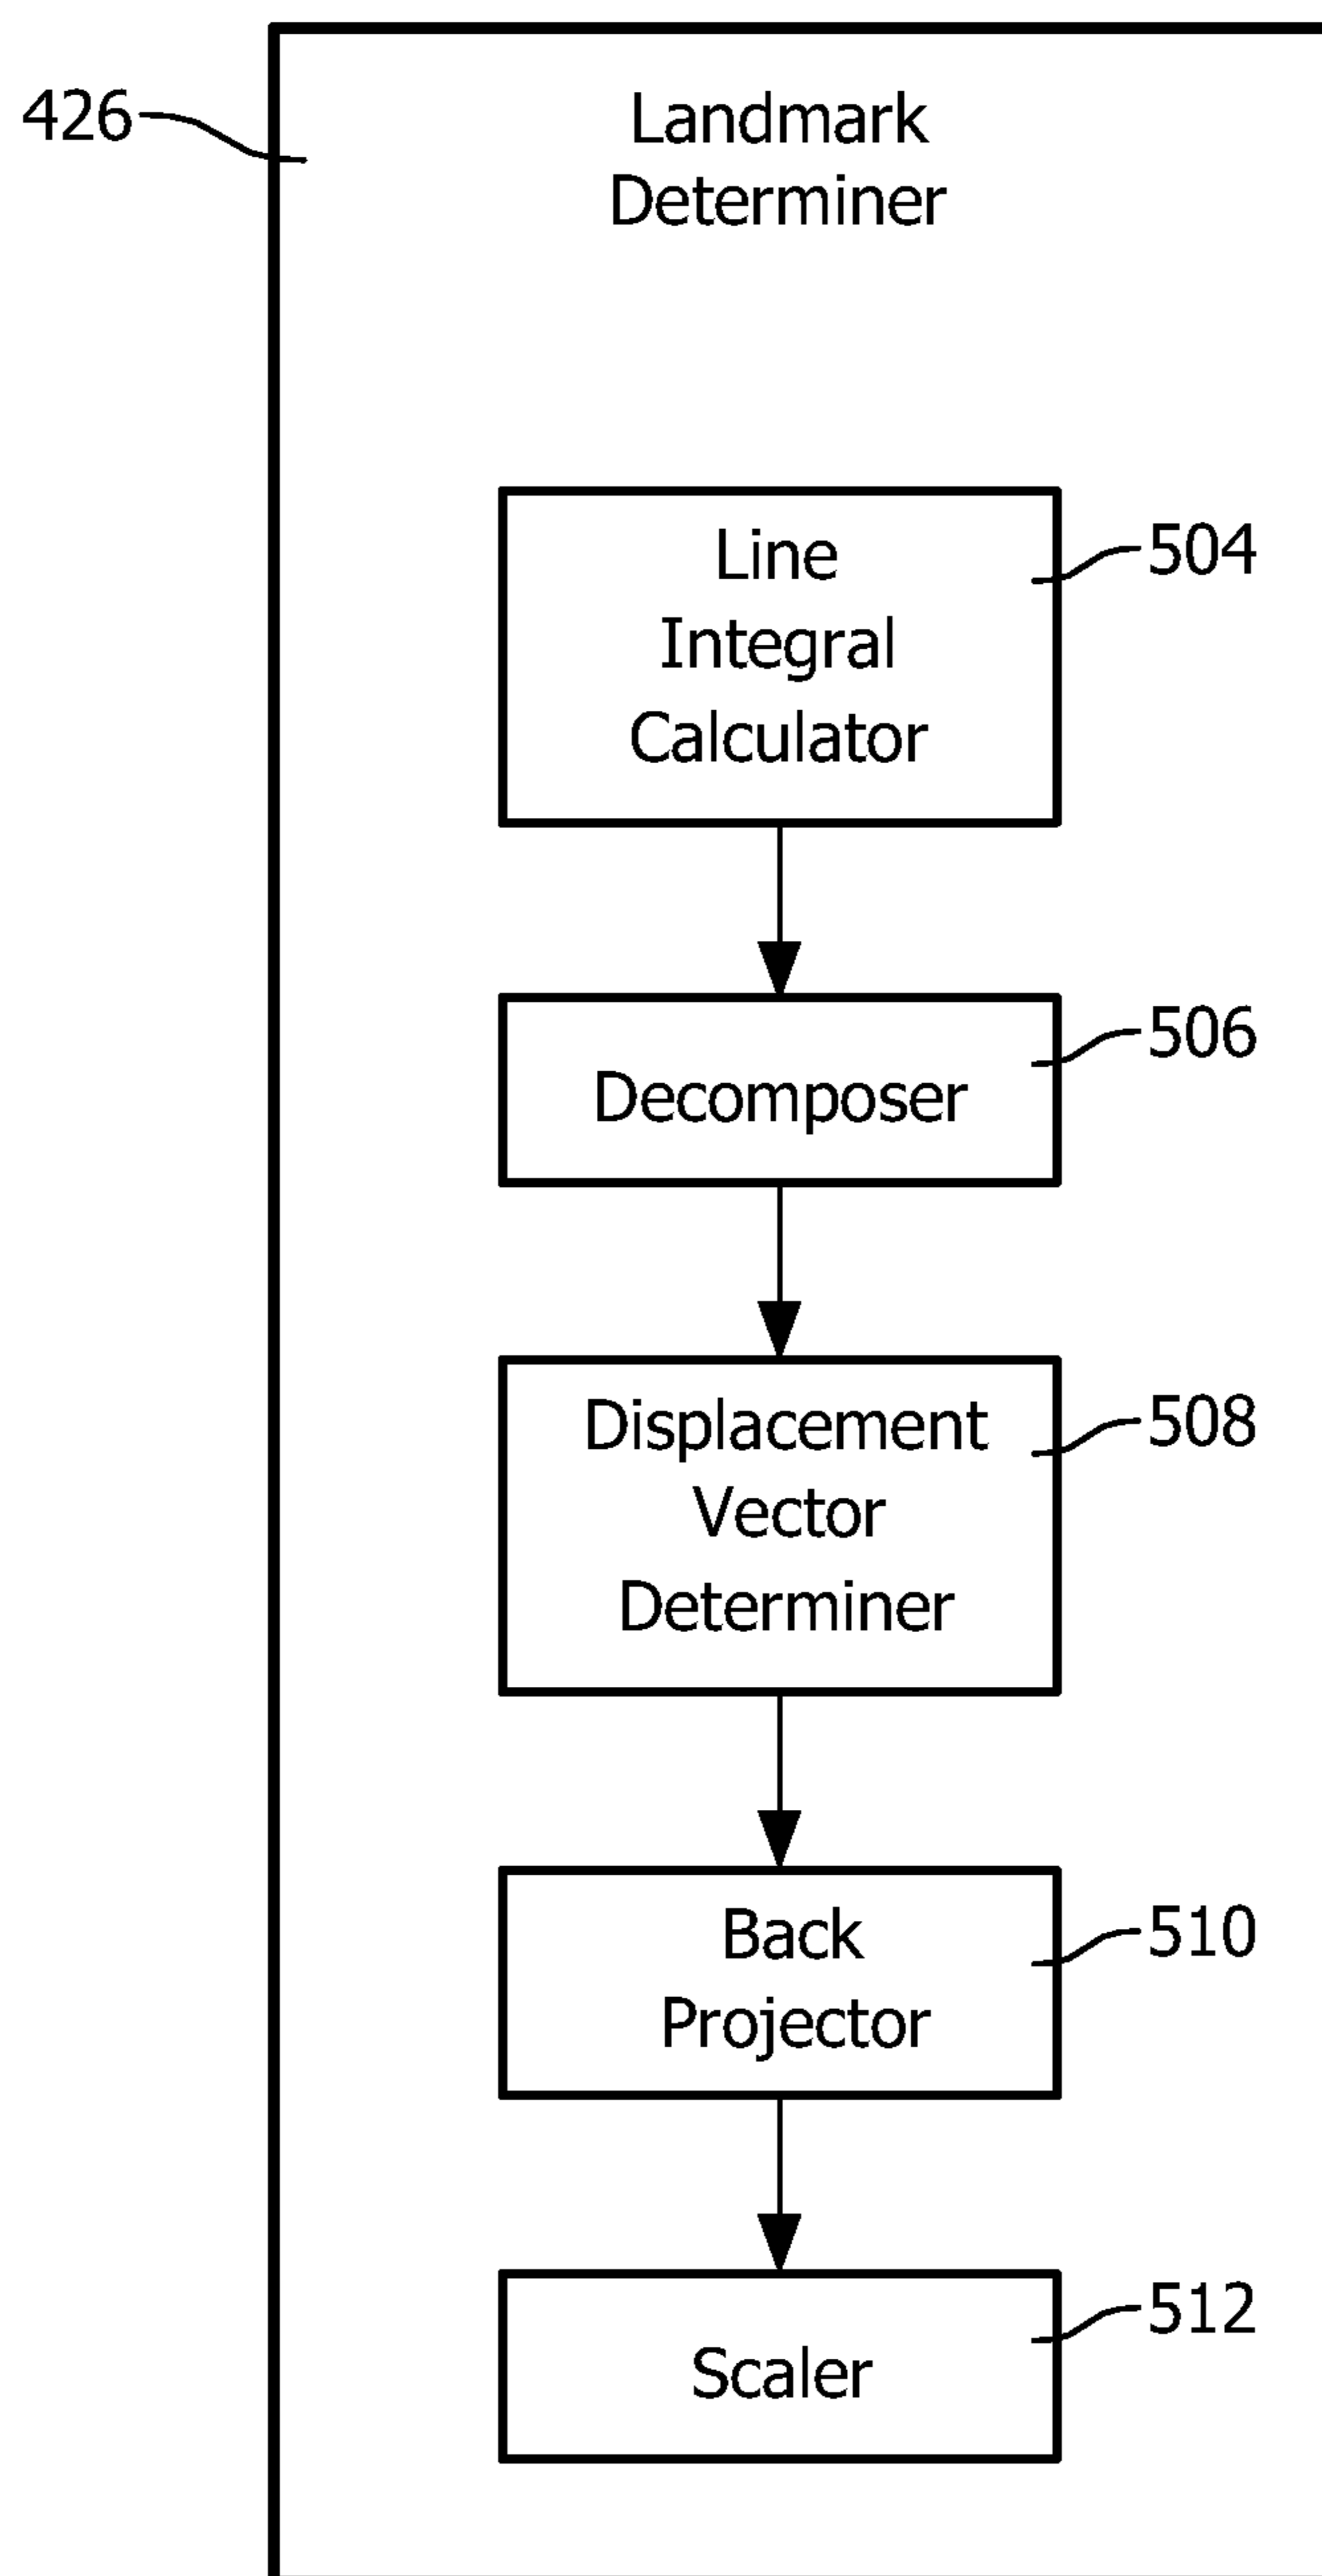 426
Landmark
Determiner
Line
Integral
Calculator
504
Decomposer
506
Displacement
Vector
Determiner
508
Back
Projector
510
Scaler
512